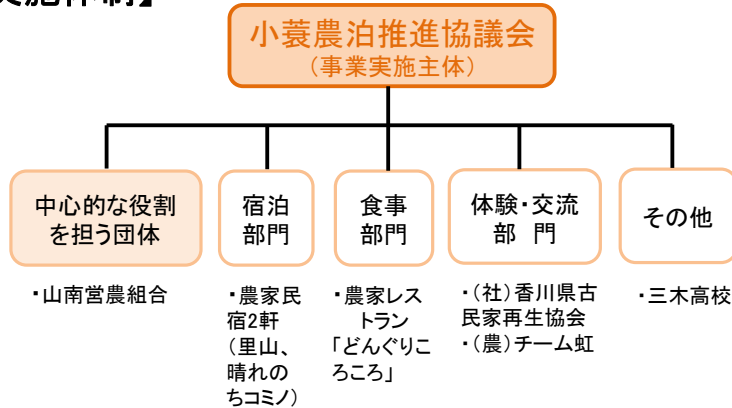 実施体制】
小蓑農泊推進協議会
（事業実施主体）
中心的な役割
を担う団体
・山南営農組合
宿泊
部門
・農家民
宿2軒
（里山、
晴れの
ちコミノ）
食事
部門
・農家レス
トラン
「どんぐりこ
ろころ」
体験・交流
部 門
・（社）香川県古
民家再生協会
・（農）チーム虹
その他
・三木高校